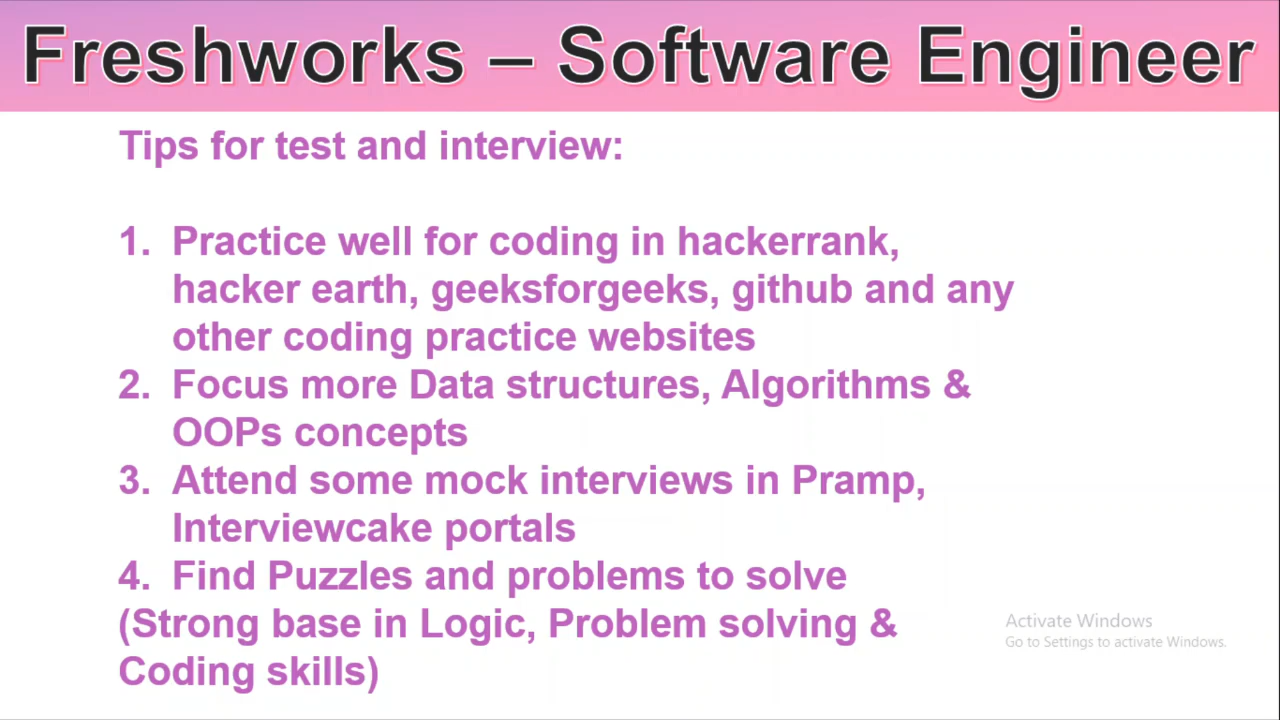 Freshworks – Software Engineer
Tips for test and interview:
1. Practice well for coding in hackerrank,
hacker earth, geeksforgeeks, github and any
other coding practice websites
2. Focus more Data structures, Algorithms &
OOPs concepts
3. Attend some mock interviews in Pramp,
Interviewcake portals
4. Find Puzzles and problems to solve
(Strong base in Logic, Problem solving &
Coding skills)
Activate Windows
Go to Settings to activate Windows.